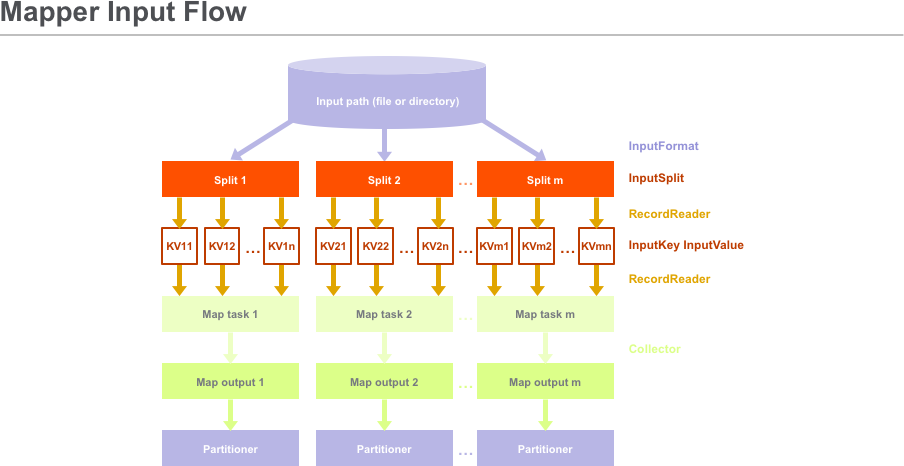 Mapper Input Flow
Input path (file or directory)
InputFormat
Split 1 Split 2 ... Split m InputSplit
RecordReader
KV11 KV12 ... KV1n KV21 KV22 ... KV2n ... KVm1 KVm2 ... KVmn InputKey InputValue
RecordReader
Map task 1 Map task 2 ... Map task m
Collector
Map output 1 Map output 2 ... Map output m
Partitioner Partitioner ... Partitioner